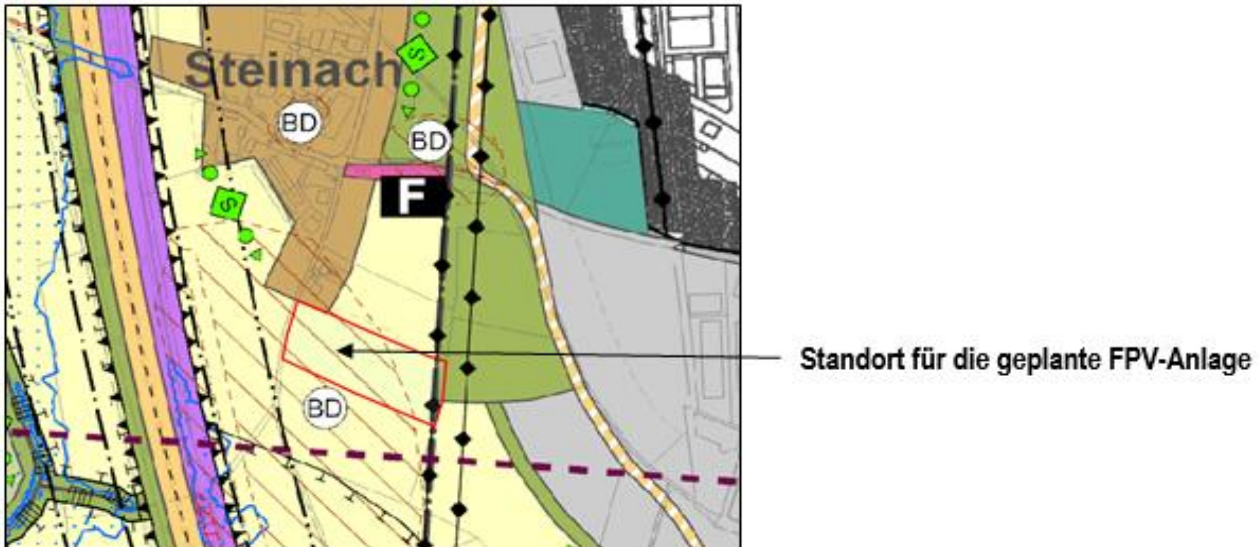 Steinach
S
BD
BD
F
S
BD
Standort für die geplante FPV-Anlage